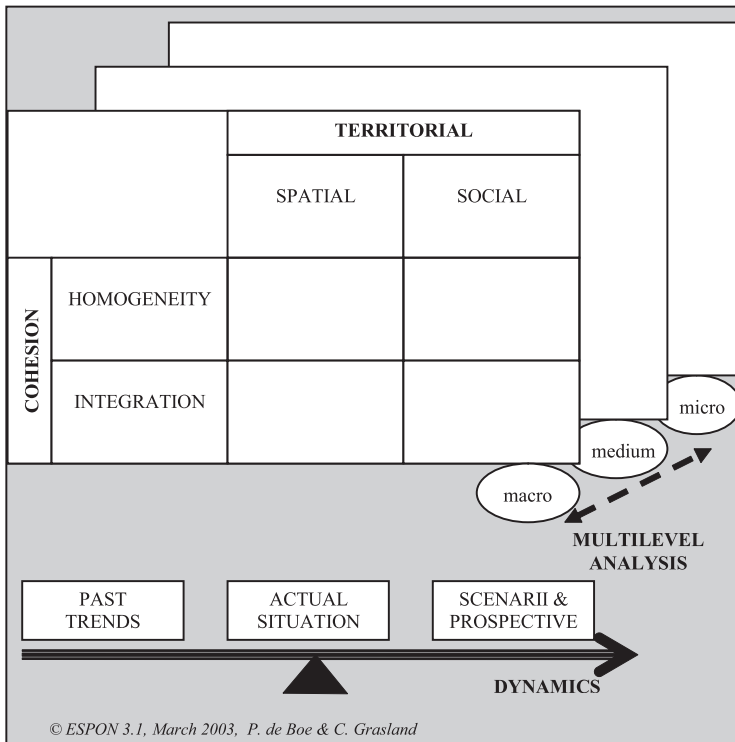 TERRITORIAL
SPATIAL
SOCIAL
COHESION
HOMOGENEITY
INTEGRATION
micro
medium
macro
MULTILEVEL
ANALYSIS
PAST
TRENDS
ACTUAL
SITUATION
SCENARII &
PROSPECTIVE
DYNAMICS
© ESPON 3.1, March 2003, P. de Boe & C. Grasland